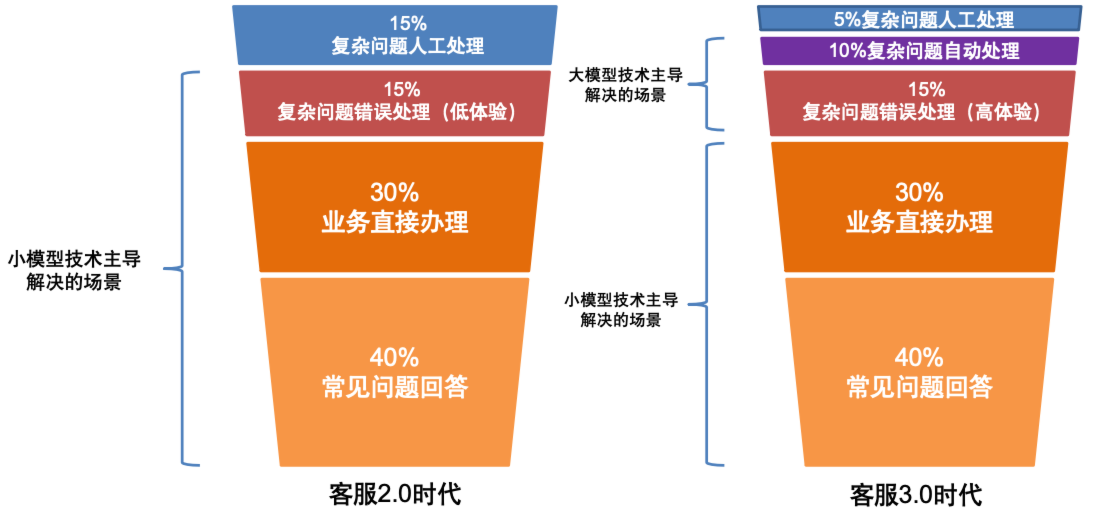 15%
复杂问题人工处理
15%
复杂问题错误处理（低体验）
30%
业务直接办理
小模型技术主导
解决的场景
40%
常见问题回答
客服2.0时代
5%复杂问题人工处理
10%复杂问题自动处理
大模型技术主导
解决的场景
15%
复杂问题错误处理（高体验）
30%
业务直接办理
小模型技术主导
解决的场景
40%
常见问题回答
客服3.0时代